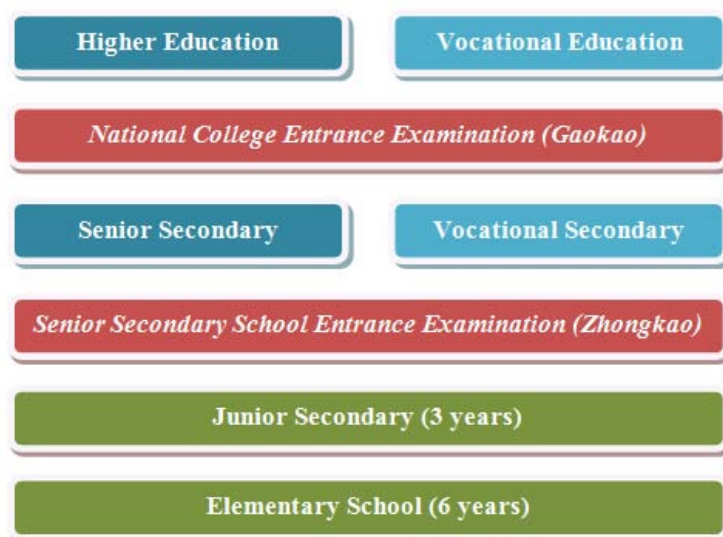 Higher Education
Vocational Education
National College Entrance Examination (Gaokao)
Senior Secondary
Vocational Secondary
Senior Secondary School Entrance Examination (Zhongkao)
Junior Secondary (3 years)
Elementary School (6 years)